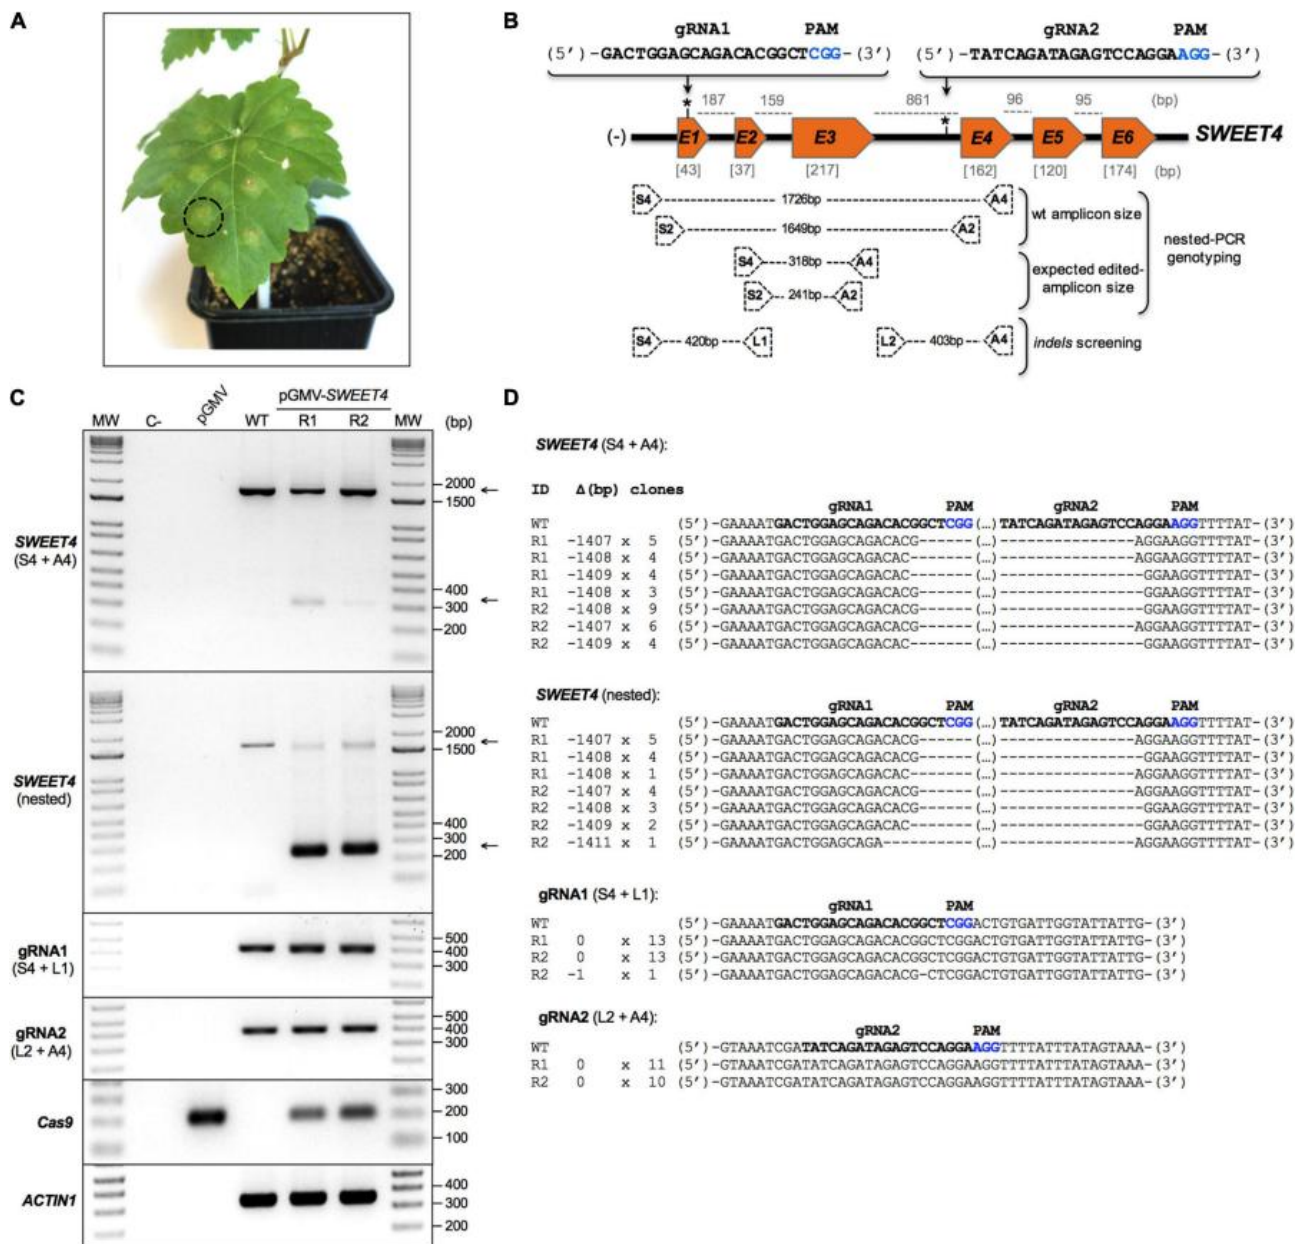 A
B
gRNA1 PAM gRNA2 PAM
(5')-GACTGGAGCAGACACGGCTCGG-(3') (5')-TATCAGATAGAGTCCAGGAAGG-(3')
* 187 159 861 * 96 95 (bp)
(-) E1 E2 E3 E4 E5 E6 SWEET4
[43] [37] [217] [162] [120] [174] (bp)
S4 1726bp A4
S2 1649bp A2
wt amplicon size
S4 318bp A4
S2 241bp A2
expected edited-
amplicon size
nested-PCR
genotyping
S4 420bp L1 L2 403bp A4 indels screening
C
pGMV-SWEET4
MW C- pGMV WT R1 R2 MW (bp)
SWEET4
(S4 + A4)
2000
1500
400
300
200
SWEET4
(nested)
2000
1500
400
300
200
gRNA1
(S4 + L1)
500
400
300
gRNA2
(L2 + A4)
500
400
300
Cas9
300
200
100
ACTIN1
400
300
200
D
SWEET4 (S4 + A4):
ID Δ(bp) clones
gRNA1 PAM gRNA2 PAM
WT (5')-GAAAATGACTGGAGCAGACACGGCTCGG(…)TATCAGATAGAGTCCAGGAAGGTTTTAT-(3')
R1 -1407 x 5 (5')-GAAAATGACTGGAGCAGACACG------(…)---------------AGGAAGGTTTTAT-(3')
R1 -1408 x 4 (5')-GAAAATGACTGGAGCAGACAC-------(…)---------------AGGAAGGTTTTAT-(3')
R1 -1409 x 4 (5')-GAAAATGACTGGAGCAGACAC-------(…)----------------GGAAGGTTTTAT-(3')
R1 -1408 x 3 (5')-GAAAATGACTGGAGCAGACACG------(…)----------------GGAAGGTTTTAT-(3')
R2 -1408 x 9 (5')-GAAAATGACTGGAGCAGACACG------(…)----------------GGAAGGTTTTAT-(3')
R2 -1407 x 6 (5')-GAAAATGACTGGAGCAGACACG------(…)---------------AGGAAGGTTTTAT-(3')
R2 -1409 x 4 (5')-GAAAATGACTGGAGCAGACAC-------(…)----------------GGAAGGTTTTAT-(3')
SWEET4 (nested):
gRNA1 PAM gRNA2 PAM
WT (5')-GAAAATGACTGGAGCAGACACGGCTCGG(…)TATCAGATAGAGTCCAGGAAGGTTTTAT-(3')
R1 -1407 x 5 (5')-GAAAATGACTGGAGCAGACACG------(…)---------------AGGAAGGTTTTAT-(3')
R1 -1408 x 4 (5')-GAAAATGACTGGAGCAGACACG------(…)----------------GGAAGGTTTTAT-(3')
R1 -1408 x 1 (5')-GAAAATGACTGGAGCAGACAC-------(…)---------------AGGAAGGTTTTAT-(3')
R2 -1407 x 4 (5')-GAAAATGACTGGAGCAGACACG------(…)---------------AGGAAGGTTTTAT-(3')
R2 -1408 x 3 (5')-GAAAATGACTGGAGCAGACACG------(…)----------------GGAAGGTTTTAT-(3')
R2 -1409 x 2 (5')-GAAAATGACTGGAGCAGACAC-------(…)----------------GGAAGGTTTTAT-(3')
R2 -1411 x 1 (5')-GAAAATGACTGGAGCAGA----------(…)---------------AGGAAGGTTTTAT-(3')
gRNA1 (S4 + L1):
gRNA1 PAM
WT (5')-GAAAATGACTGGAGCAGACACGGCTCGGACTGTGATTGGTATTATTG-(3')
R1 0 x 13 (5')-GAAAATGACTGGAGCAGACACGGCTCGGACTGTGATTGGTATTATTG-(3')
R2 0 x 13 (5')-GAAAATGACTGGAGCAGACACGGCTCGGACTGTGATTGGTATTATTG-(3')
R2 -1 x 1 (5')-GAAAATGACTGGAGCAGACACG-CTCGGACTGTGATTGGTATTATTG-(3')
gRNA2 (L2 + A4):
gRNA2 PAM
WT (5')-GTAAATCGATATCAGATAGAGTCCAGGAAGGTTTTATTTATAGTAAA-(3')
R1 0 x 11 (5')-GTAAATCGATATCAGATAGAGTCCAGGAAGGTTTTATTTATAGTAAA-(3')
R2 0 x 10 (5')-GTAAATCGATATCAGATAGAGTCCAGGAAGGTTTTATTTATAGTAAA-(3')